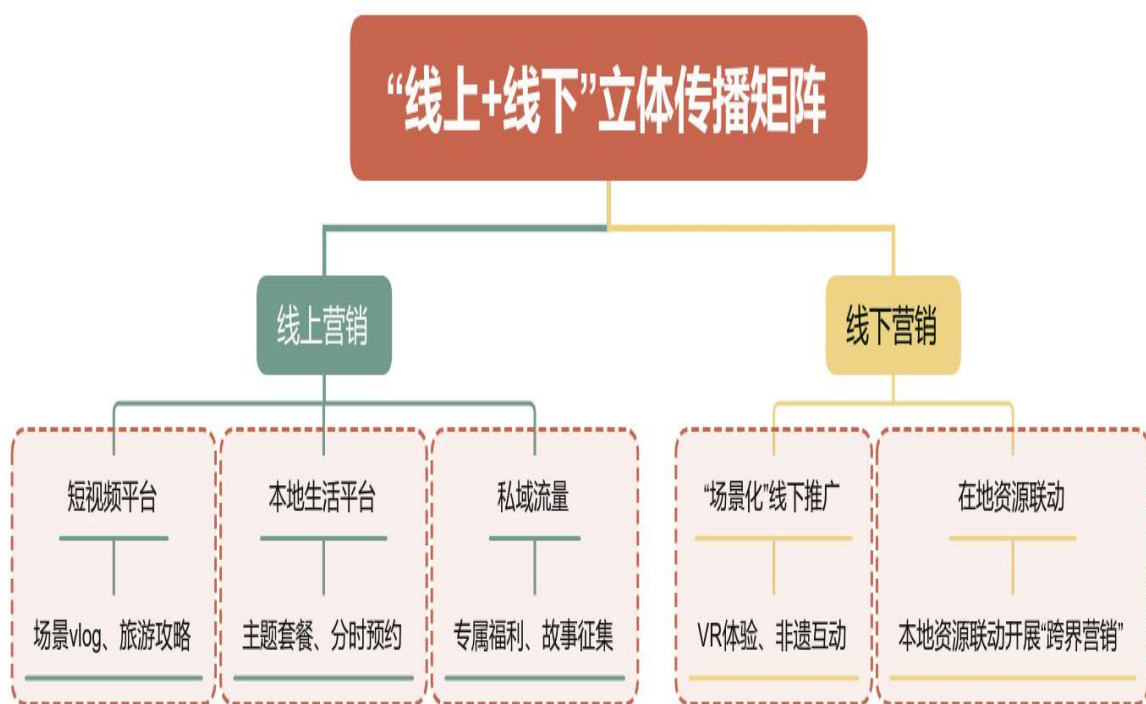 “线上+线下”立体传播矩阵
线上营销
线下营销
短视频平台
本地生活平台
私域流量
“场景化”线下推广
在地资源联动
场景vlog、旅游攻略
主题套餐、分时预约
专属福利、故事征集
VR体验、非遗互动
本地资源联动开展“跨界营销”